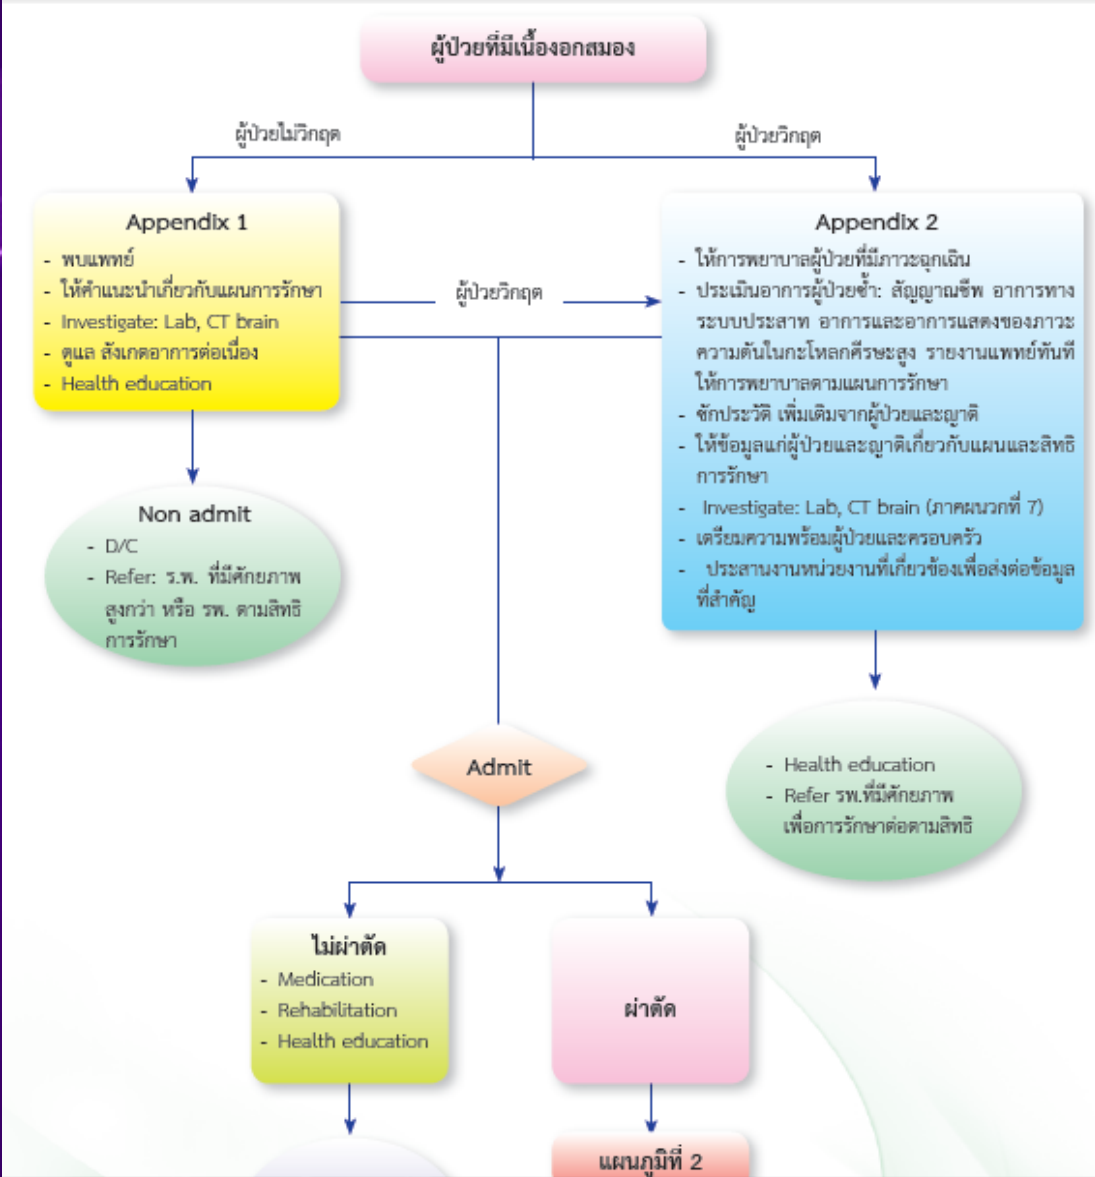 ผู้ป่วยที่มีเนื้องอกสมอง
ผู้ป่วยไม่วิกฤต
ผู้ป่วยวิกฤต
Appendix 1
- พบแพทย์
- ให้คำแนะนำเกี่ยวกับแผนการรักษา
- Investigate: Lab, CT brain
- ดูแล สังเกตอาการต่อเนื่อง
- Health education
ผู้ป่วยวิกฤต
Appendix 2
- ให้การพยาบาลผู้ป่วยที่มีภาวะฉุกเฉิน
- ประเมินอาการผู้ป่วยซ้ำ: สัญญาณชีพ อาการทาง
ระบบประสาท อาการและอาการแสดงของภาวะ
ความดันในกะโหลกศีรษะสูง รายงานแพทย์ทันที
ให้การพยาบาลตามแผนการรักษา
- ซักประวัติ เพิ่มเติมจากผู้ป่วยและญาติ
- ให้ข้อมูลแก่ผู้ป่วยและญาติเกี่ยวกับแผนและสิทธิ
การรักษา
- Investigate: Lab, CT brain (ภาคผนวกที่ 7)
- เตรียมความพร้อมผู้ป่วยและครอบครัว
- ประสานงานหน่วยงานที่เกี่ยวข้องเพื่อส่งต่อข้อมูล
ที่สำคัญ
Non admit
- D/C
- Refer: ร.พ. ที่มีศักยภาพ
สูงกว่า หรือ รพ. ตามสิทธิ
การรักษา
Admit
- Health education
- Refer รพ.ที่มีศักยภาพ
เพื่อการรักษาต่อตามสิทธิ
ไม่ผ่าตัด
- Medication
- Rehabilitation
- Health education
ผ่าตัด
แผนภูมิที่ 2